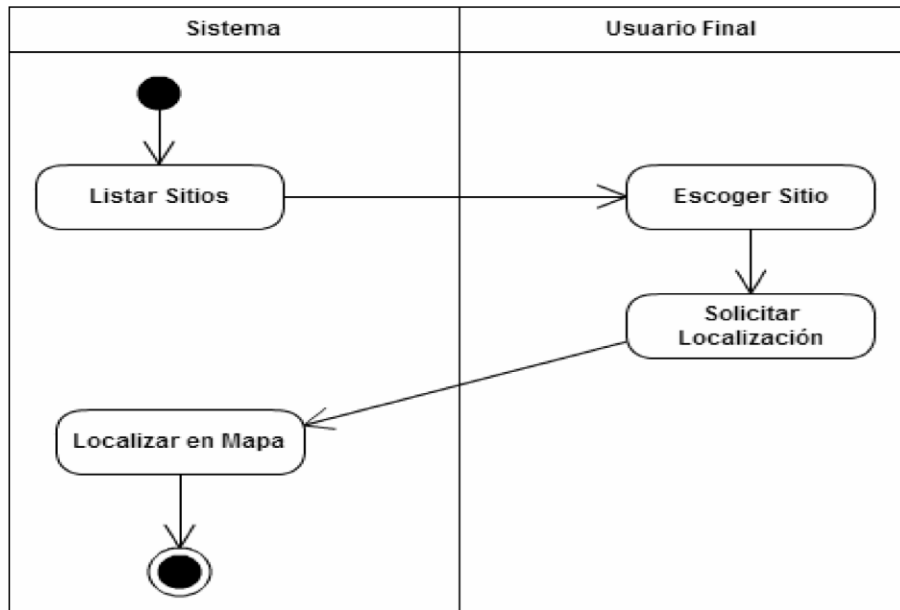 Sistema
Usuario Final
Listar Sitios
Escoger Sitio
Solicitar
Localización
Localizar en Mapa